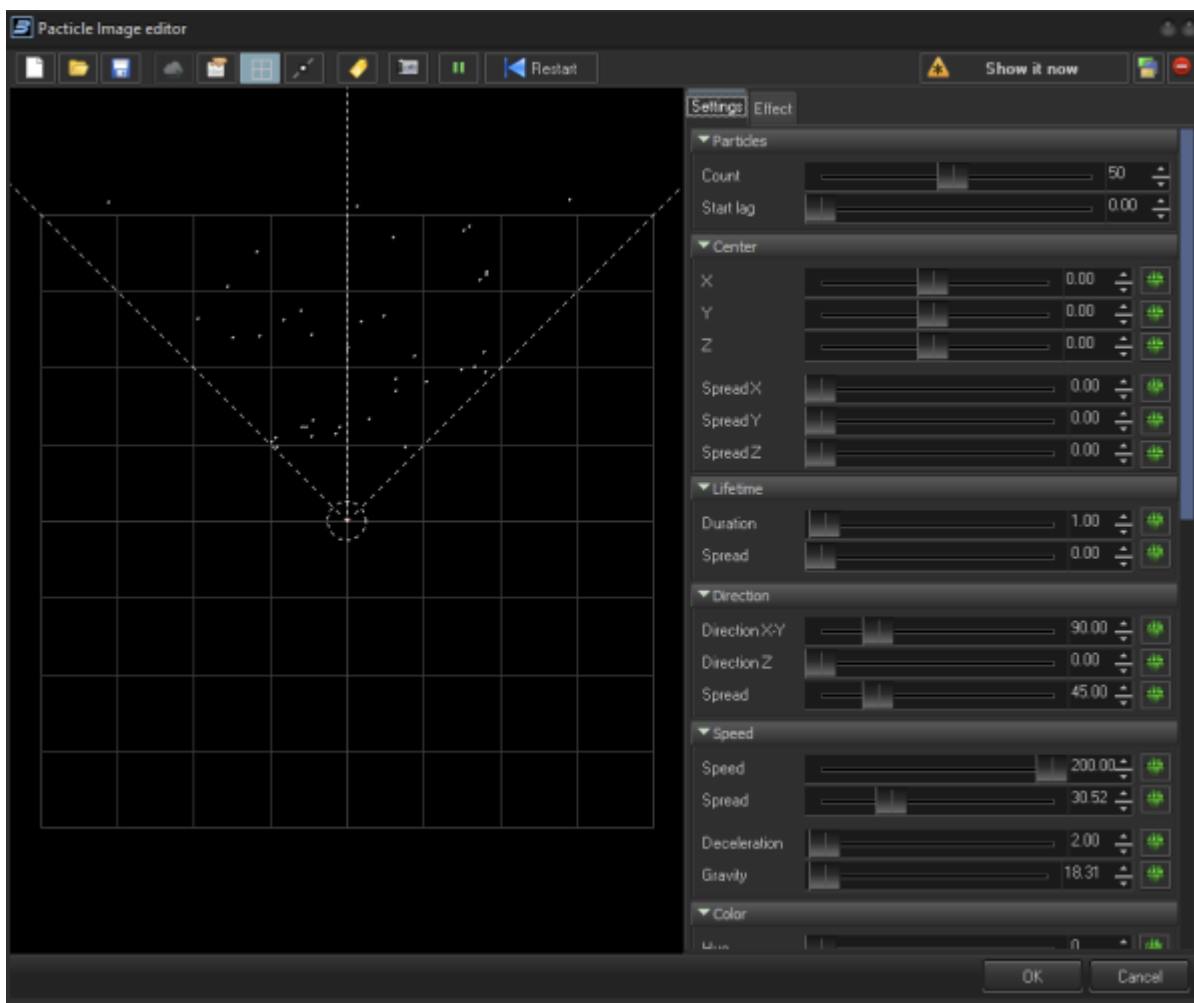 Pacticle Image editor
Restart
Show it now
Settings Effect
Particles
Count 50
Start lag 0.00
Center
X 0.00
Y 0.00
Z 0.00
Spread X 0.00
Spread Y 0.00
Spread Z 0.00
Lifetime
Duration 1.00
Spread 0.00
Direction
Direction X-Y 90.00
Direction Z 0.00
Spread 45.00
Speed
Speed 200.00
Spread 30.52
Deceleration 2.00
Gravity 18.31
Color
Hue 0
OK Cancel